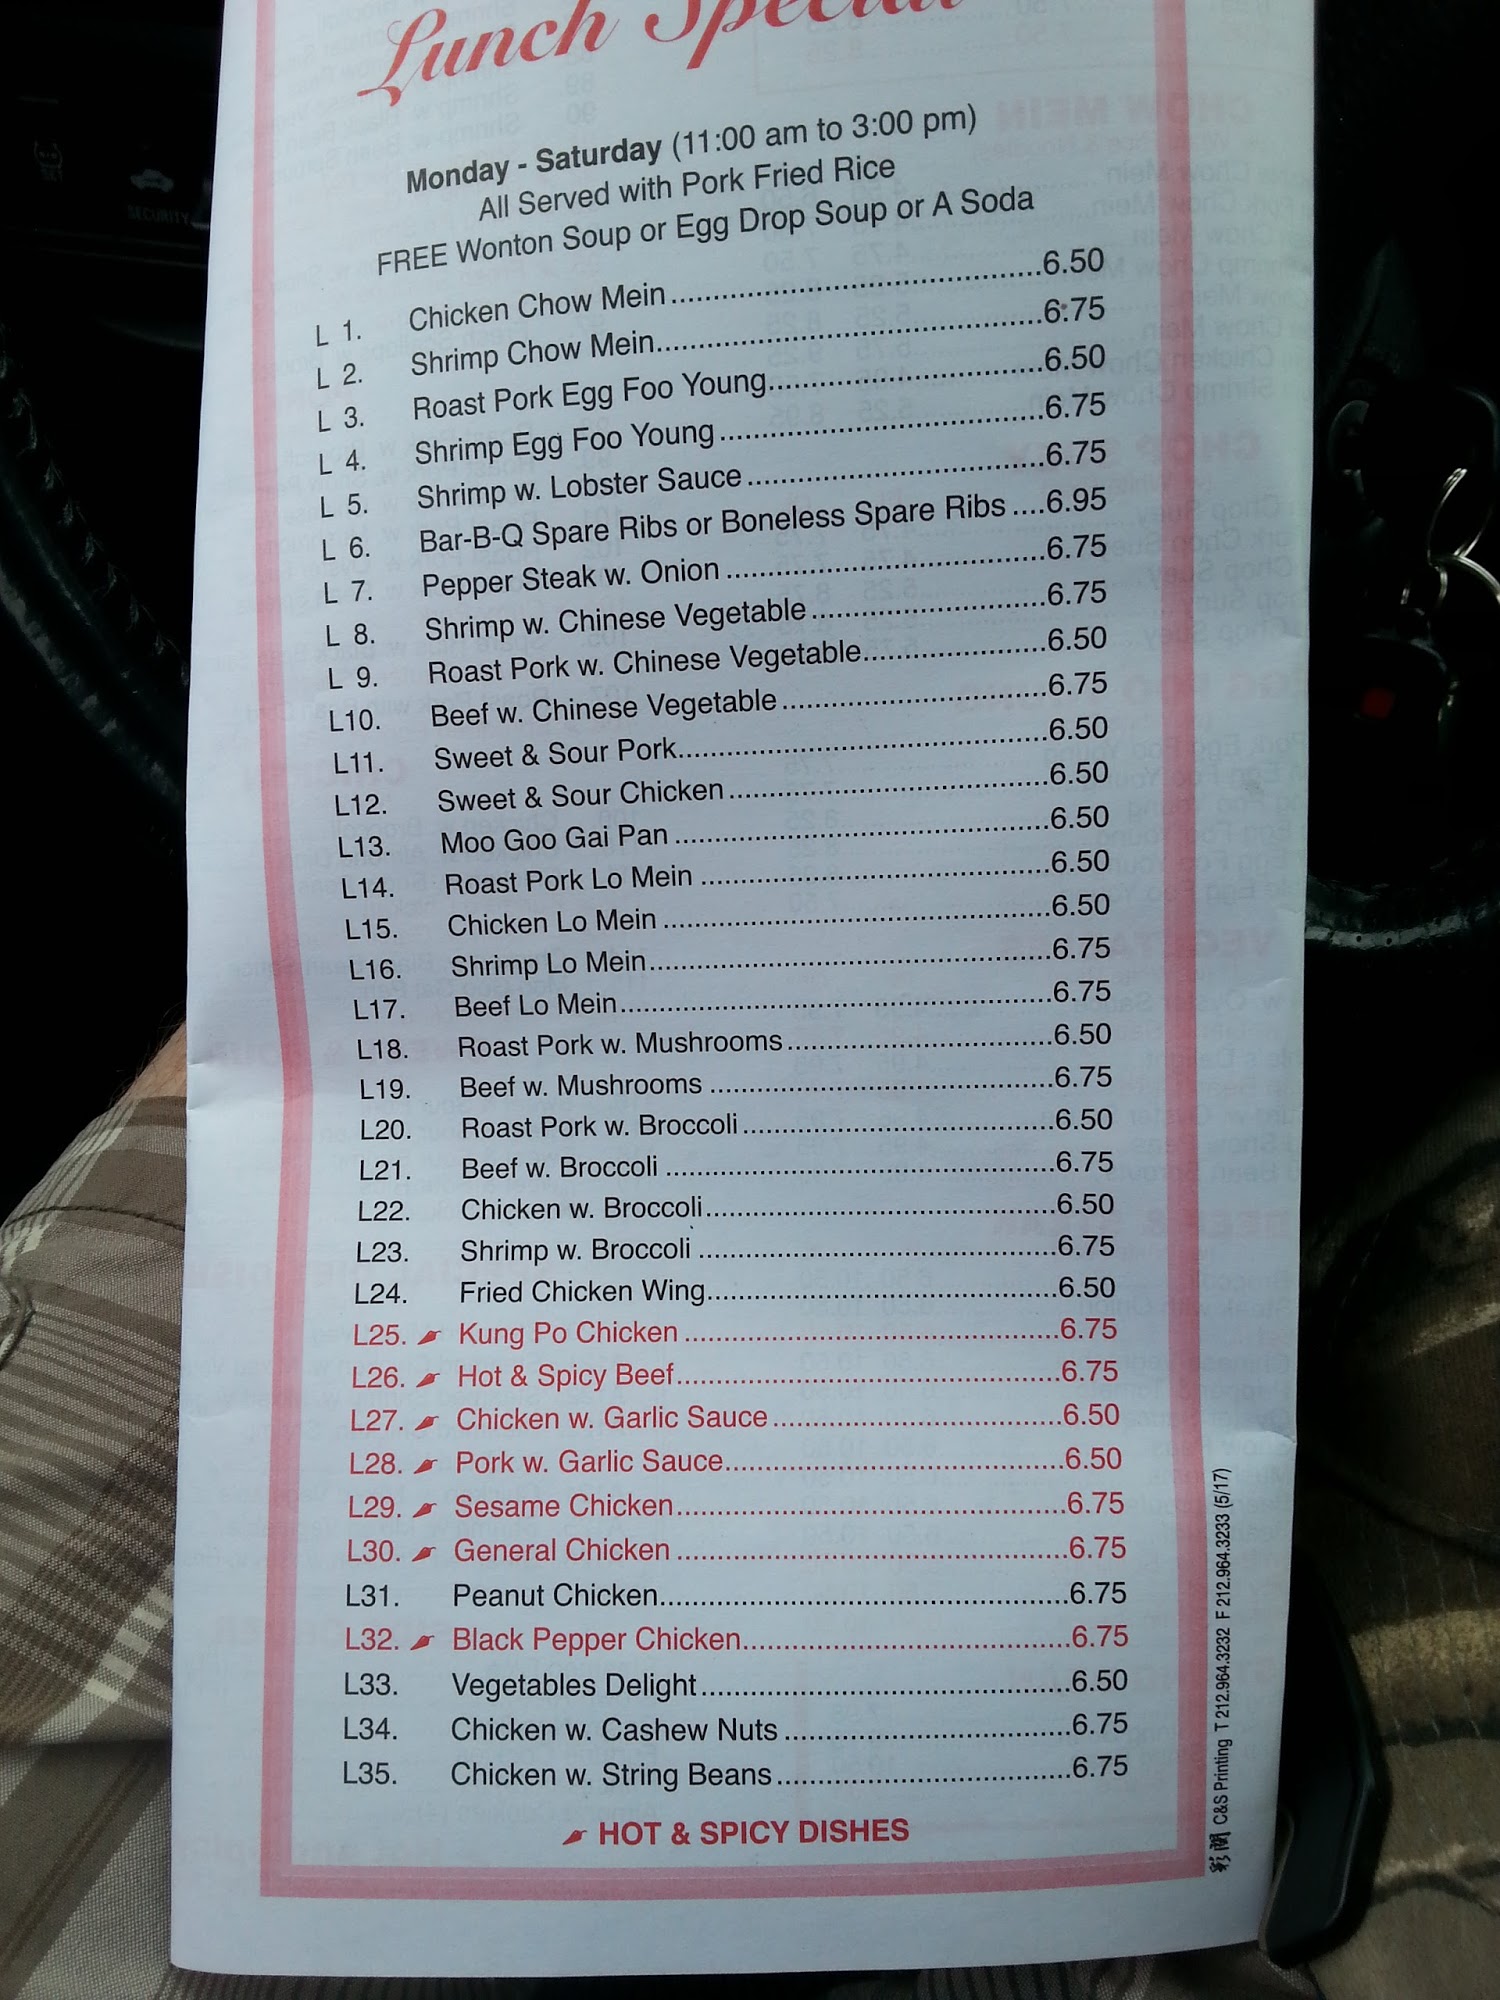 Lunch Special
Monday - Saturday (11:00 am to 3:00 pm)
All Served with Pork Fried Rice
FREE Wonton Soup or Egg Drop Soup or A Soda
L 1. Chicken Chow Mein 6.50
L 2. Shrimp Chow Mein 6.75
L 3. Roast Pork Egg Foo Young 6.50
L 4. Shrimp Egg Foo Young 6.75
L 5. Shrimp w. Lobster Sauce 6.75
L 6. Bar-B-Q Spare Ribs or Boneless Spare Ribs 6.95
L 7. Pepper Steak w. Onion 6.75
L 8. Shrimp w. Chinese Vegetable 6.75
L 9. Roast Pork w. Chinese Vegetable 6.50
L10. Beef w. Chinese Vegetable 6.75
L11. Sweet & Sour Pork 6.50
L12. Sweet & Sour Chicken 6.50
L13. Moo Goo Gai Pan 6.50
L14. Roast Pork Lo Mein 6.50
L15. Chicken Lo Mein 6.50
L16. Shrimp Lo Mein 6.75
L17. Beef Lo Mein 6.75
L18. Roast Pork w. Mushrooms 6.50
L19. Beef w. Mushrooms 6.75
L20. Roast Pork w. Broccoli 6.50
L21. Beef w. Broccoli 6.75
L22. Chicken w. Broccoli 6.50
L23. Shrimp w. Broccoli 6.75
L24. Fried Chicken Wing 6.50
L25. Kung Po Chicken 6.75
L26. Hot & Spicy Beef 6.75
L27. Chicken w. Garlic Sauce 6.50
L28. Pork w. Garlic Sauce 6.50
L29. Sesame Chicken 6.75
L30. General Chicken 6.75
L31. Peanut Chicken 6.75
L32. Black Pepper Chicken 6.75
L33. Vegetables Delight 6.50
L34. Chicken w. Cashew Nuts 6.75
L35. Chicken w. String Beans 6.75
HOT & SPICY DISHES
C&S Printing T 212.964.3232 F 212.964.3233 (5/17)
SECURITY